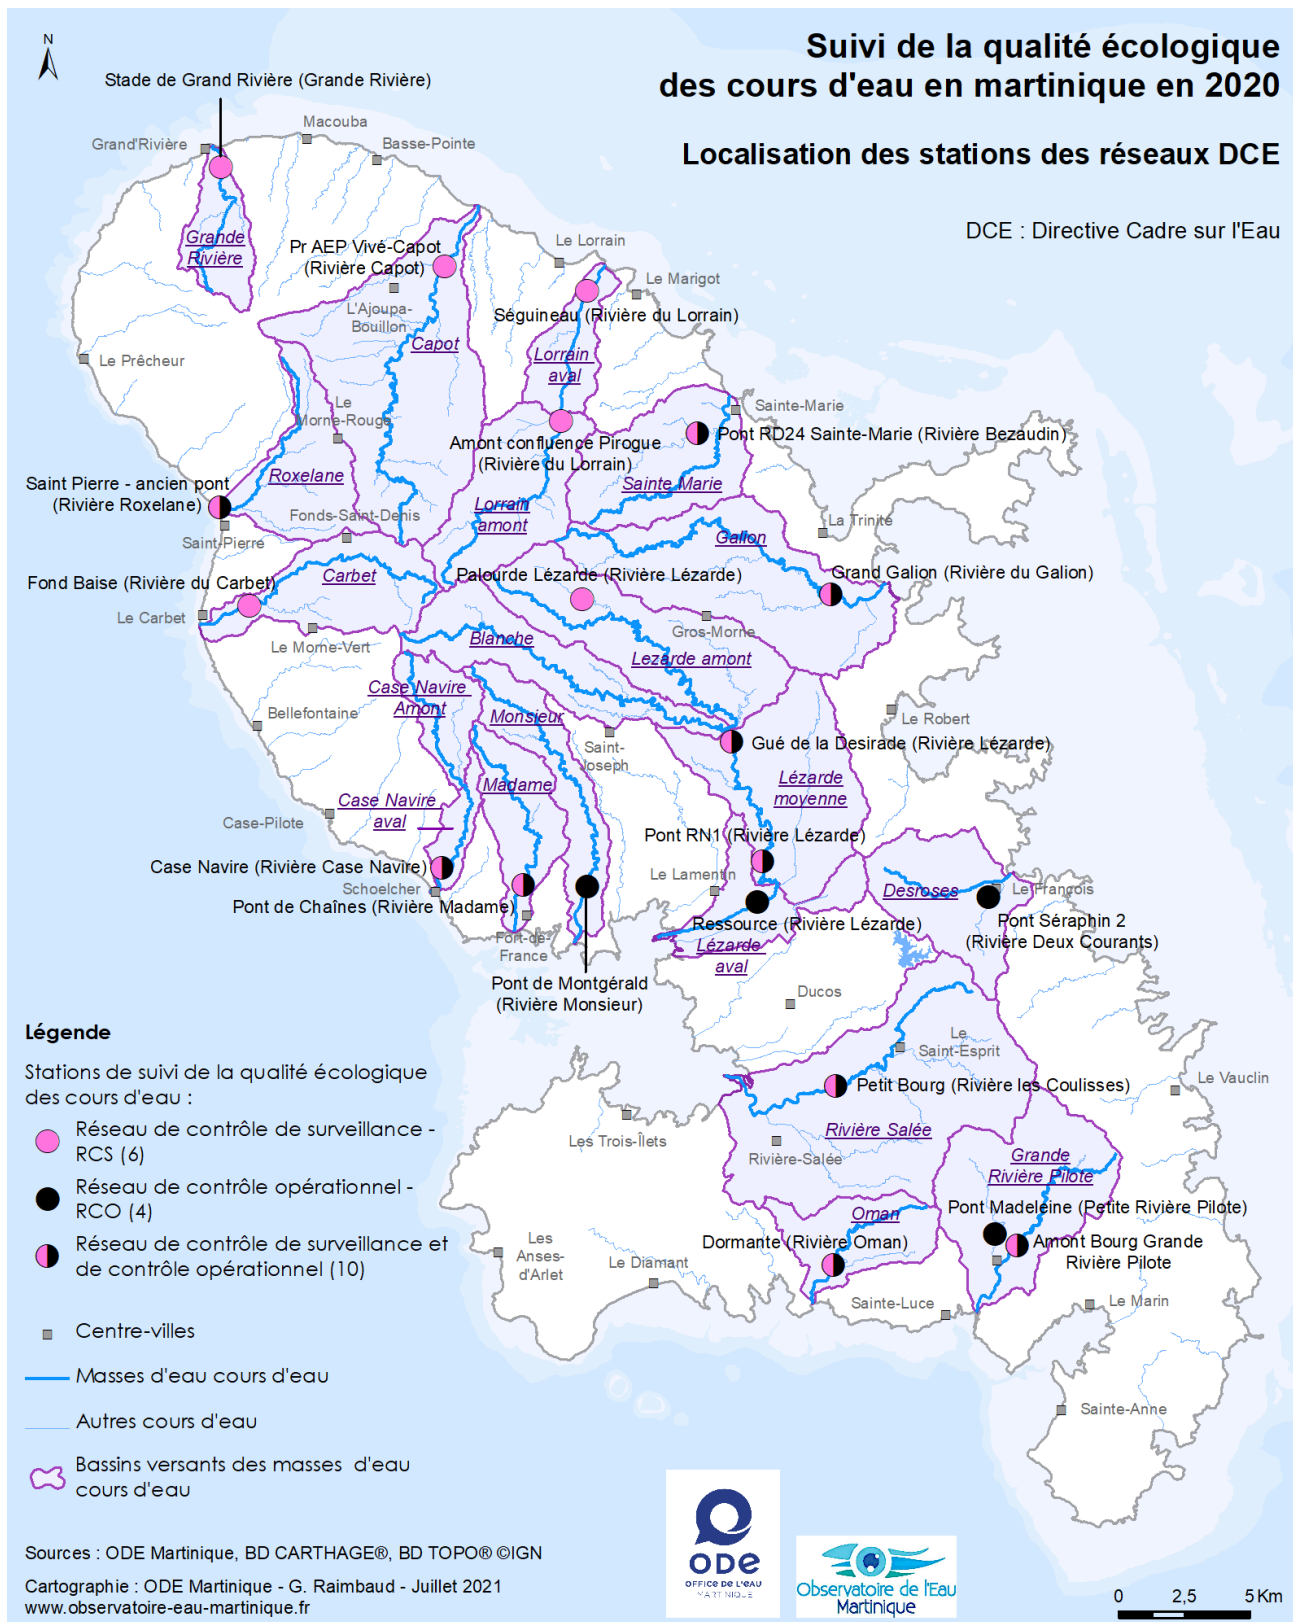 Suivi de la qualité écologique
des cours d'eau en martinique en 2020
Localisation des stations des réseaux DCE
DCE : Directive Cadre sur l'Eau
N
Stade de Grand Rivière (Grande Rivière)
Macouba
Grand'Rivière
Basse-Pointe
Grande
Rivière
Pr AEP Vivé-Capot
(Rivière Capot)
Le Lorrain
Le Marigot
L'Ajoupa-
Bouillon
Séguineau (Rivière du Lorrain)
Capot
Lorrain
aval
Le Prêcheur
Le
Morne-Rouge
Sainte-Marie
Amont confluence Pirogue
(Rivière du Lorrain)
Pont RD24 Sainte-Marie (Rivière Bezaudin)
Roxelane
Sainte Marie
Saint Pierre - ancien pont
(Rivière Roxelane)
Lorrain
amont
Fonds-Saint-Denis
La Trinité
Saint-Pierre
Galion
Fond Baise (Rivière du Carbet)
Carbet
Palourde Lézarde (Rivière Lézarde)
Grand Galion (Rivière du Galion)
Le Carbet
Gros-Morne
Le Morne-Vert
Blanche
Lezarde amont
Case Navire
Amont
Monsieur
Bellefontaine
Le Robert
Saint-
Joseph
Gué de la Desirade (Rivière Lézarde)
Madame
Lézarde
moyenne
Case Navire
aval
Case-Pilote
Pont RN1 (Rivière Lézarde)
Case Navire (Rivière Case Navire)
Le Lamentin
Schoelcher
Desroses
Le François
Pont de Chaînes (Rivière Madame)
Ressource (Rivière Lézarde)
Pont Séraphin 2
(Rivière Deux Courants)
Fort-de-
France
Lézarde
aval
Pont de Montgérald
(Rivière Monsieur)
Ducos
Le
Saint-Esprit
Petit Bourg (Rivière les Coulisses)
Le Vauclin
Les Trois-Îlets
Rivière Salée
Rivière-Salée
Grande
Rivière Pilote
Oman
Pont Madeleine (Petite Rivière Pilote)
Dormante (Rivière Oman)
Amont Bourg Grande
Rivière Pilote
Les
Anses-
d'Arlet
Le Diamant
Sainte-Luce
Le Marin
Sainte-Anne
Légende
Stations de suivi de la qualité écologique
des cours d'eau :
Réseau de contrôle de surveillance -
RCS (6)
Réseau de contrôle opérationnel -
RCO (4)
Réseau de contrôle de surveillance et
de contrôle opérationnel (10)
Centre-villes
Masses d'eau cours d'eau
Autres cours d'eau
Bassins versants des masses d'eau
cours d'eau
Sources : ODE Martinique, BD CARTHAGE®, BD TOPO® ©IGN
Cartographie : ODE Martinique - G. Raimbaud - Juillet 2021
www.observatoire-eau-martinique.fr
ODE
OFFICE DE L'EAU
MARTINIQUE
Observatoire de l'Eau
Martinique
0 2,5 5 Km